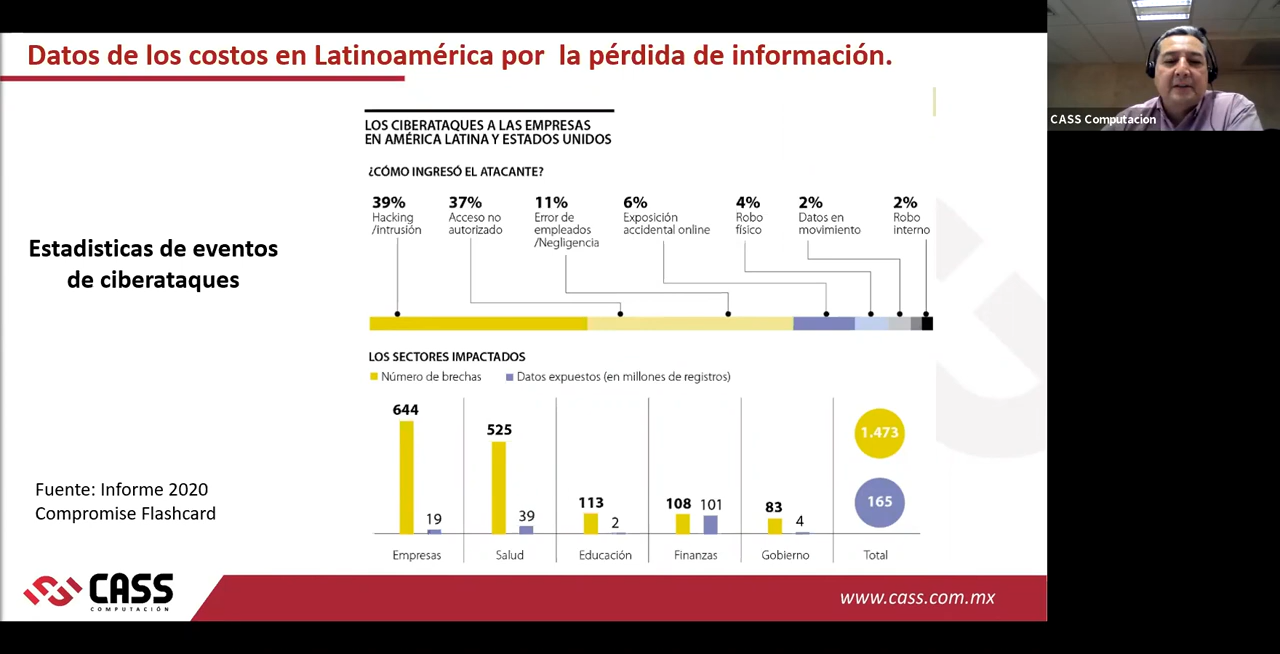 Datos de los costos en Latinoamérica por la pérdida de información.
CASS Computacion
LOS CIBERATAQUES A LAS EMPRESAS
EN AMÉRICA LATINA Y ESTADOS UNIDOS
¿CÓMO INGRESÓ EL ATACANTE?
39%
Hacking
/intrusión
37%
Acceso no
autorizado
11%
Error de
empleados
/Negligencia
6%
Exposición
accidental online
4%
Robo
físico
2%
Datos en
movimiento
2%
Robo
interno
Estadisticas de eventos
de ciberataques
LOS SECTORES IMPACTADOS
Número de brechas
Datos expuestos (en millones de registros)
644
19
Empresas
525
39
Salud
113
2
Educación
108
101
Finanzas
83
4
Gobierno
1.473
165
Total
Fuente: Informe 2020
Compromise Flashcard
CASS
COMPUTACIÓN
www.cass.com.mx